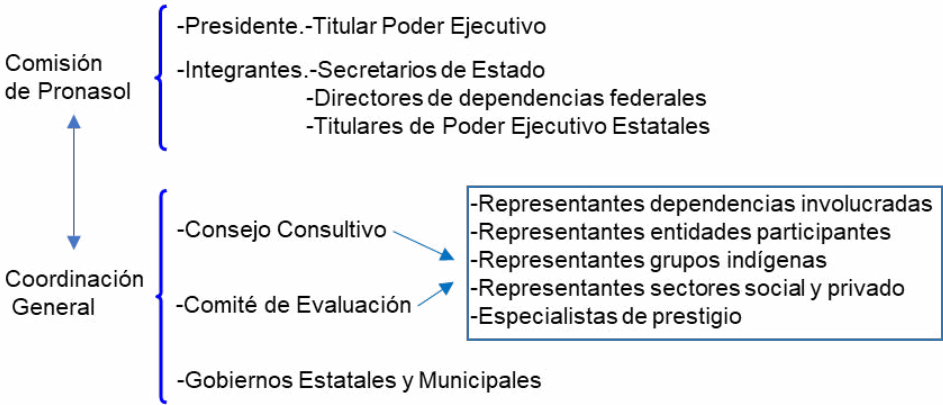 Comisión
de Pronasol
-Presidente.-Titular Poder Ejecutivo
-Integrantes.-Secretarios de Estado
-Directores de dependencias federales
-Titulares de Poder Ejecutivo Estatales
Coordinación
General
-Consejo Consultivo
-Comité de Evaluación
-Gobiernos Estatales y Municipales
-Representantes dependencias involucradas
-Representantes entidades participantes
-Representantes grupos indígenas
-Representantes sectores social y privado
-Especialistas de prestigio